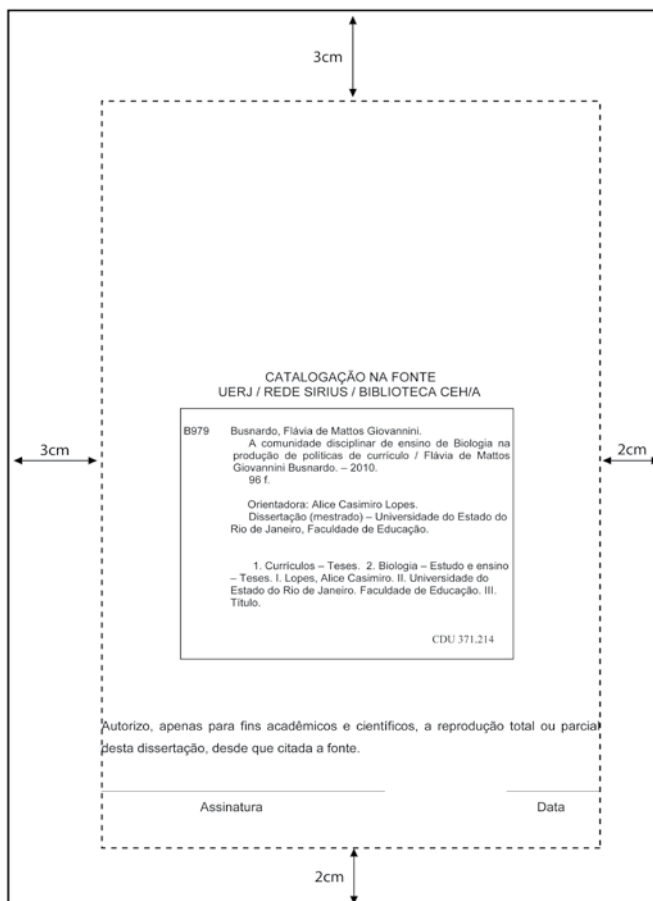 3cm
CATALOGAÇÃO NA FONTE
UERJ / REDE SIRIUS / BIBLIOTECA CEH/A
B979 Busnardo, Flávia de Mattos Giovannini.
A comunidade disciplinar de ensino de Biologia na
produção de políticas de currículo / Flávia de Mattos
Giovannini Busnardo. – 2010.
96 f.
3cm
2cm
Orientadora: Alice Casimiro Lopes.
Dissertação (mestrado) – Universidade do Estado do
Rio de Janeiro, Faculdade de Educação.
1. Currículos – Teses. 2. Biologia – Estudo e ensino
– Teses. I. Lopes, Alice Casimiro. II. Universidade do
Estado do Rio de Janeiro. Faculdade de Educação. III.
Título.
CDU 371.214
Autorizo, apenas para fins acadêmicos e científicos, a reprodução total ou parcial
desta dissertação, desde que citada a fonte.
Assinatura Data
2cm